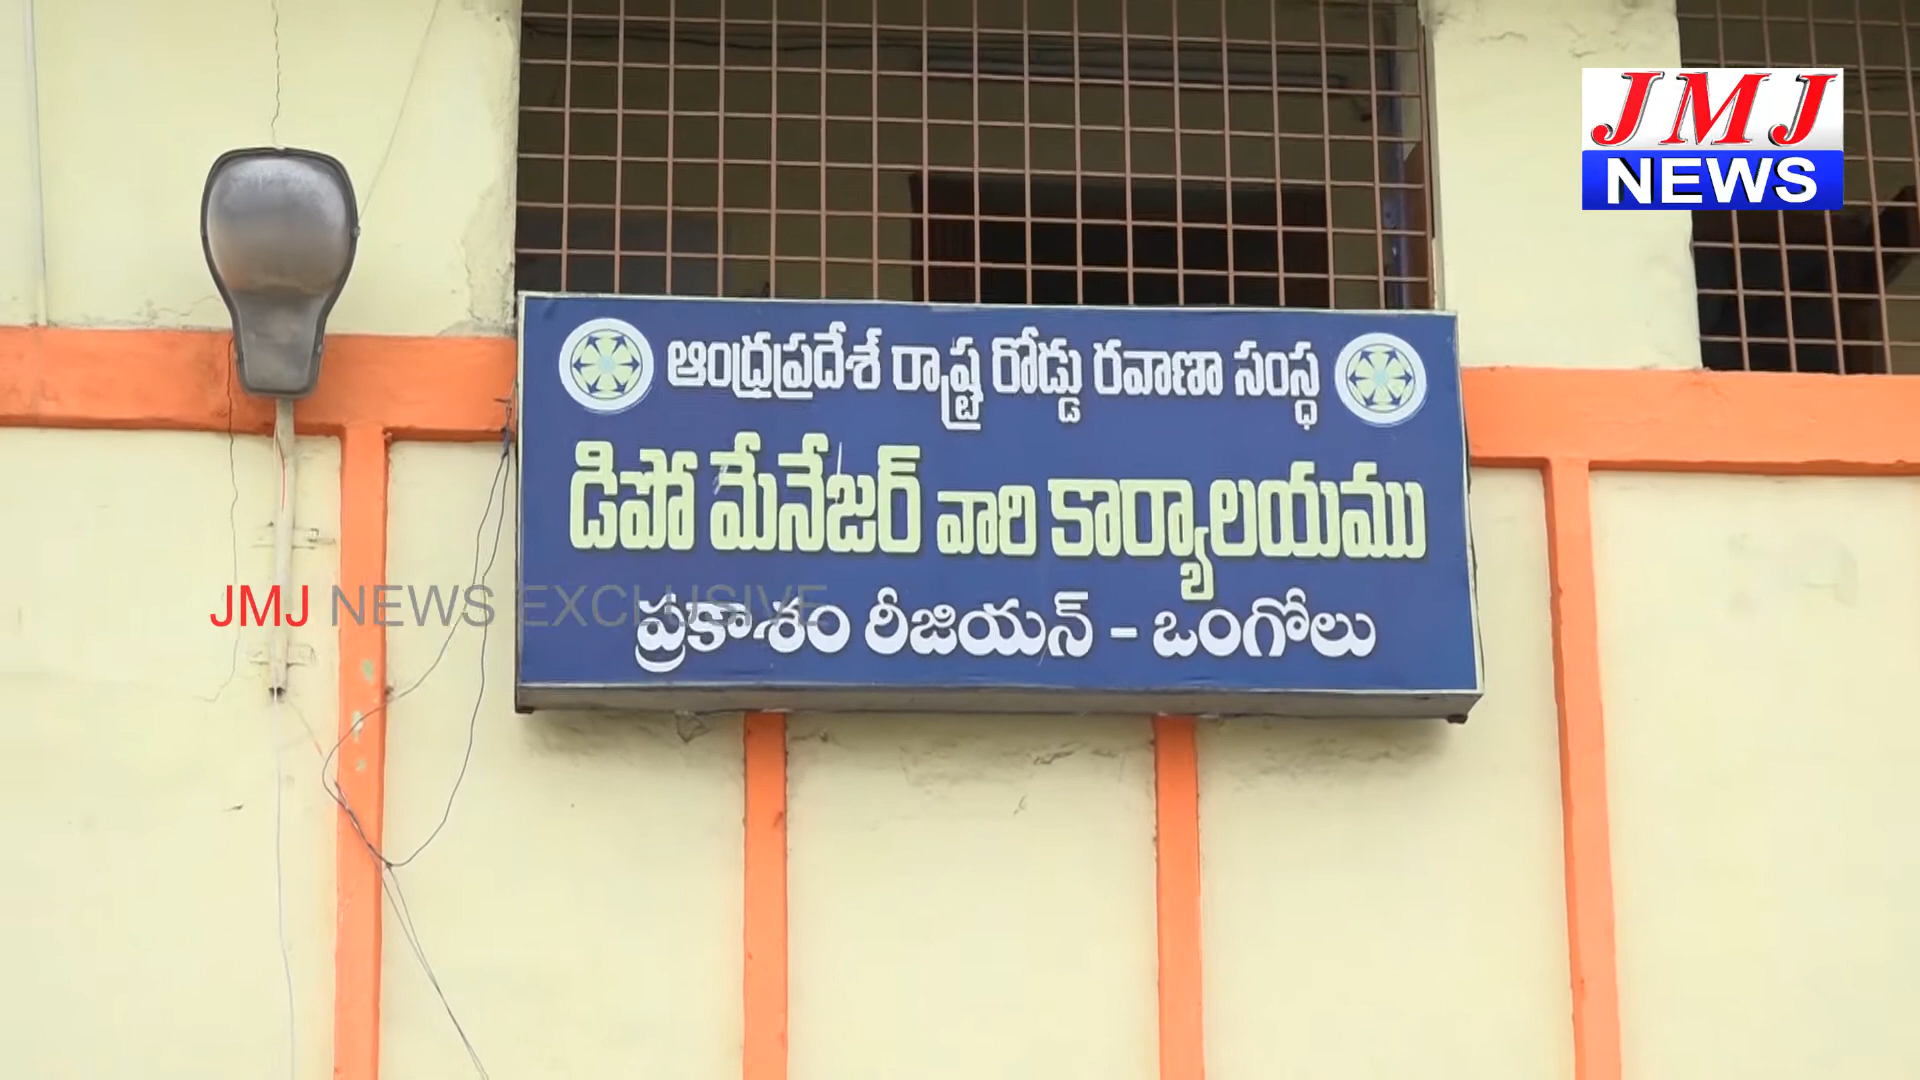 JMJ
NEWS
ఆంధ్రప్రదేశ్ రాష్ట్ర రోడ్డు రవాణా సంస్థ
డిపో మేనేజర్ వారి కార్యాలయము
JMJ NEWS EXCLUSIVE
ప్రకాశం రీజియన్ - ఒంగోలు